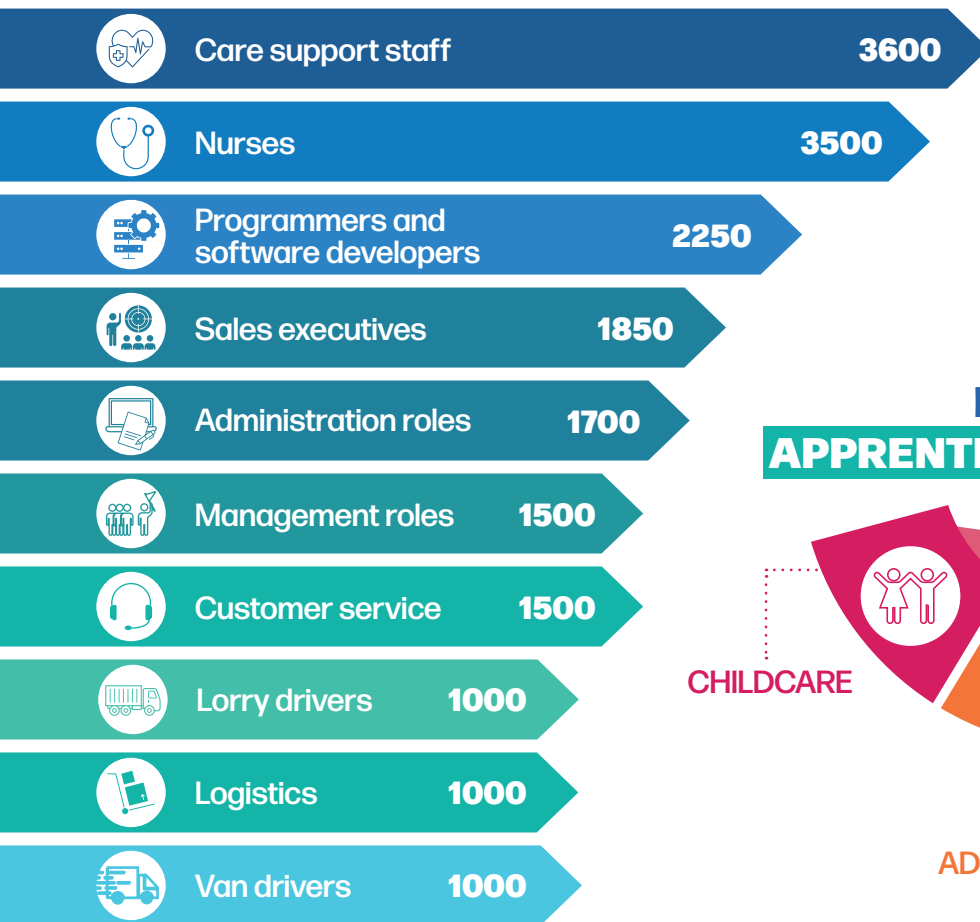 Care support staff 3600
Nurses 3500
Programmers and
software developers 2250
Sales executives 1850
Administration roles 1700
Management roles 1500
Customer service 1500
Lorry drivers 1000
Logistics 1000
Van drivers 1000
APPRENTI
CHILDCARE
AD